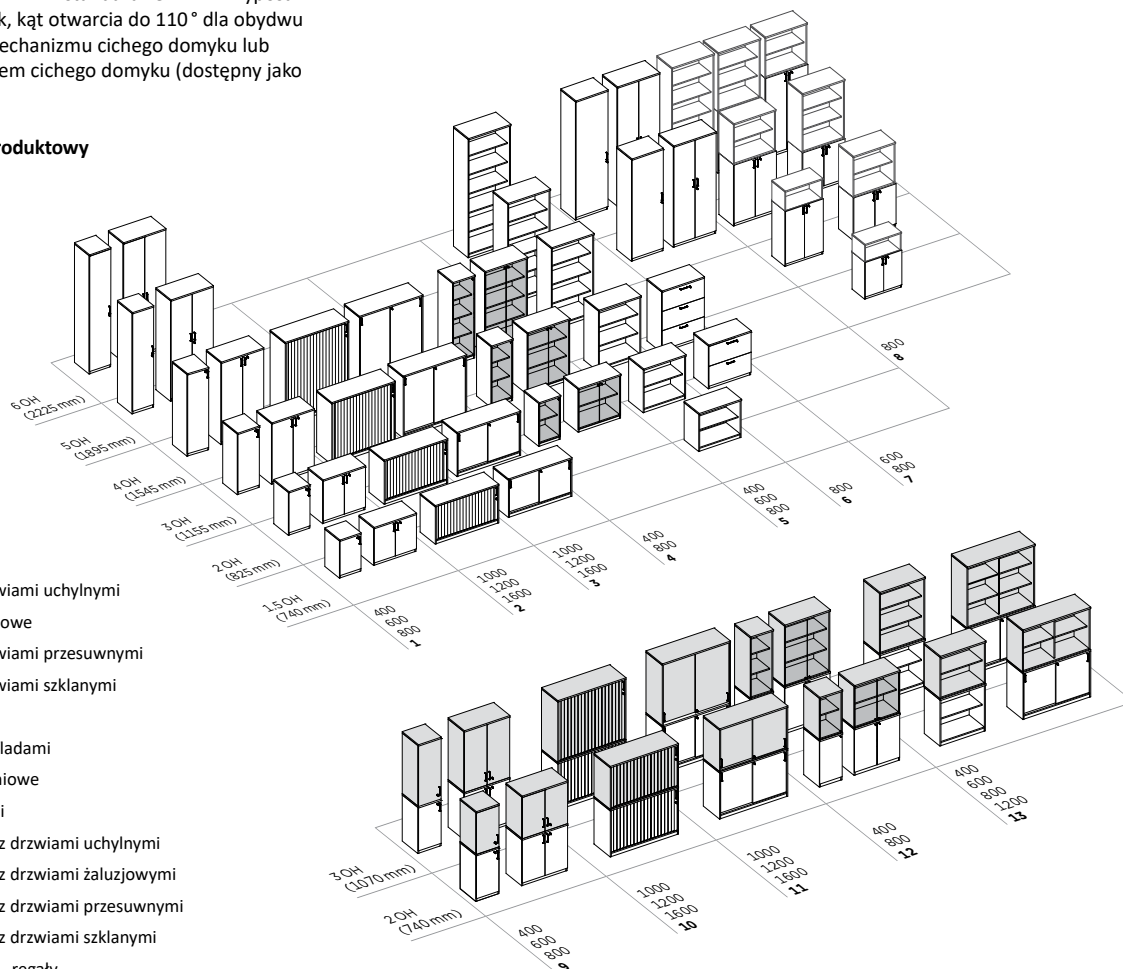 k, kąt otwarcia do 110° dla obydwu
echanizmu cichego domyku lub
em cichego domyku (dostępny jako
roduktowy
6 OH
(2225 mm)
5 OH
(1895 mm)
4 OH
(1545 mm)
3 OH
(1155 mm)
2 OH
(825 mm)
1.5 OH
(740 mm)
400
600
800
1
1000
1200
1600
2
1000
1200
1600
3
400
800
4
400
600
800
5
800
6
600
800
7
800
8
wiami uchylnymi
owe
wiami przesuwnymi
wiami szklanymi
ladami
niowe
i
z drzwiami uchylnymi
z drzwiami żaluzjowymi
z drzwiami przesuwnymi
z drzwiami szklanymi
regały
3 OH
(1070 mm)
2 OH
(740 mm)
400
600
800
9
1000
1200
1600
10
1000
1200
1600
11
400
800
12
400
600
800
1200
13